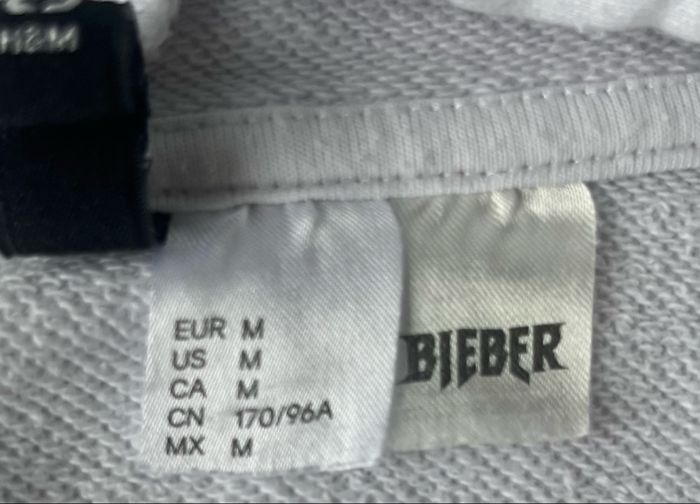 H&M
EUR M
US M
CA M
CN 170/96A
MX M
BIEBER